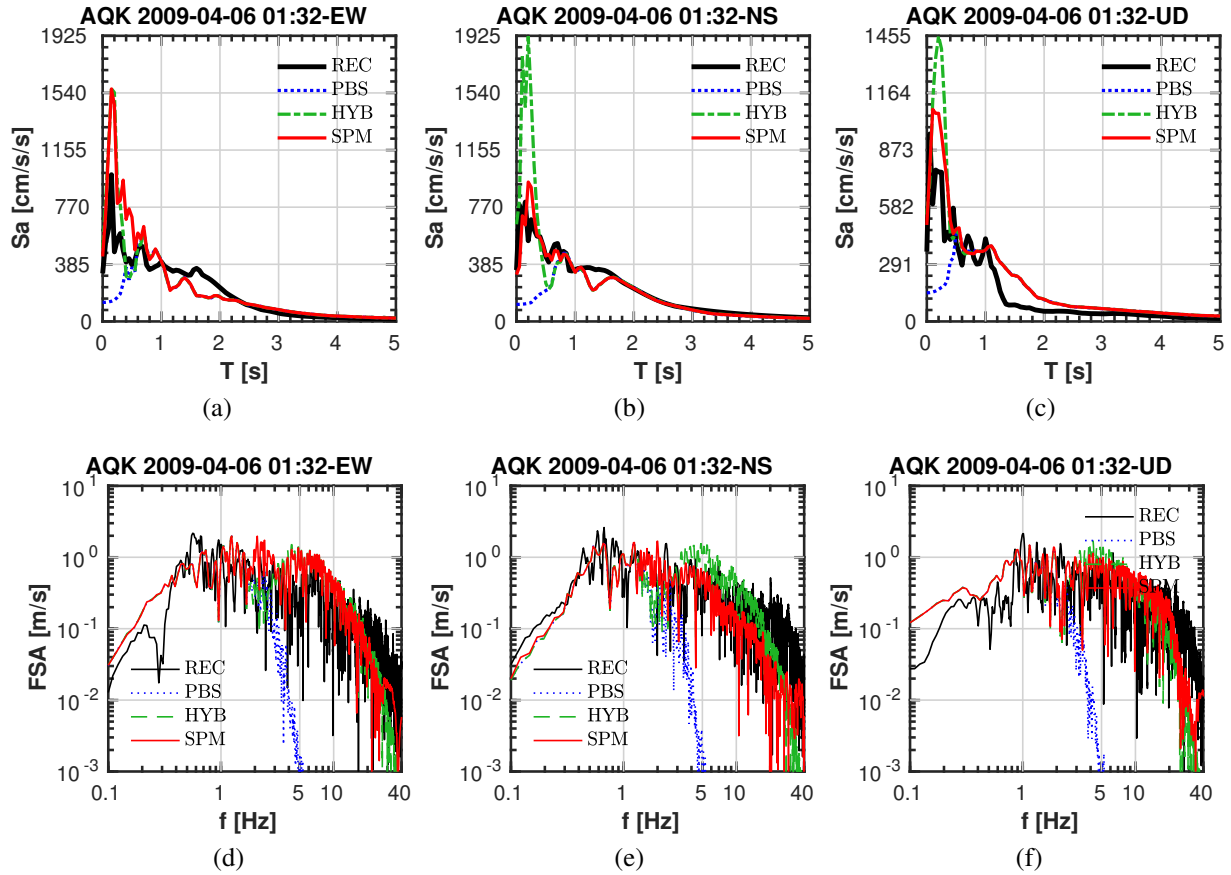 AQK 2009-04-06 01:32-EW
1925
1540
1155
770
385
0
Sa [cm/s/s]
REC
PBS
HYB
SPM
0 1 2 3 4 5
T [s]
(a)
AQK 2009-04-06 01:32-NS
1925
1540
1155
770
385
0
Sa [cm/s/s]
REC
PBS
HYB
SPM
0 1 2 3 4 5
T [s]
(b)
AQK 2009-04-06 01:32-UD
1455
1164
873
582
291
0
Sa [cm/s/s]
REC
PBS
HYB
SPM
0 1 2 3 4 5
T [s]
(c)
AQK 2009-04-06 01:32-EW
10^1
10^0
10^-1
10^-2
10^-3
FSA [m/s]
REC
PBS
HYB
SPM
0.1 1 5 10 40
f [Hz]
(d)
AQK 2009-04-06 01:32-NS
10^1
10^0
10^-1
10^-2
10^-3
FSA [m/s]
REC
PBS
HYB
SPM
0.1 1 5 10 40
f [Hz]
(e)
AQK 2009-04-06 01:32-UD
10^1
10^0
10^-1
10^-2
10^-3
FSA [m/s]
REC
PBS
HYB
SPM
0.1 1 5 10 40
f [Hz]
(f)